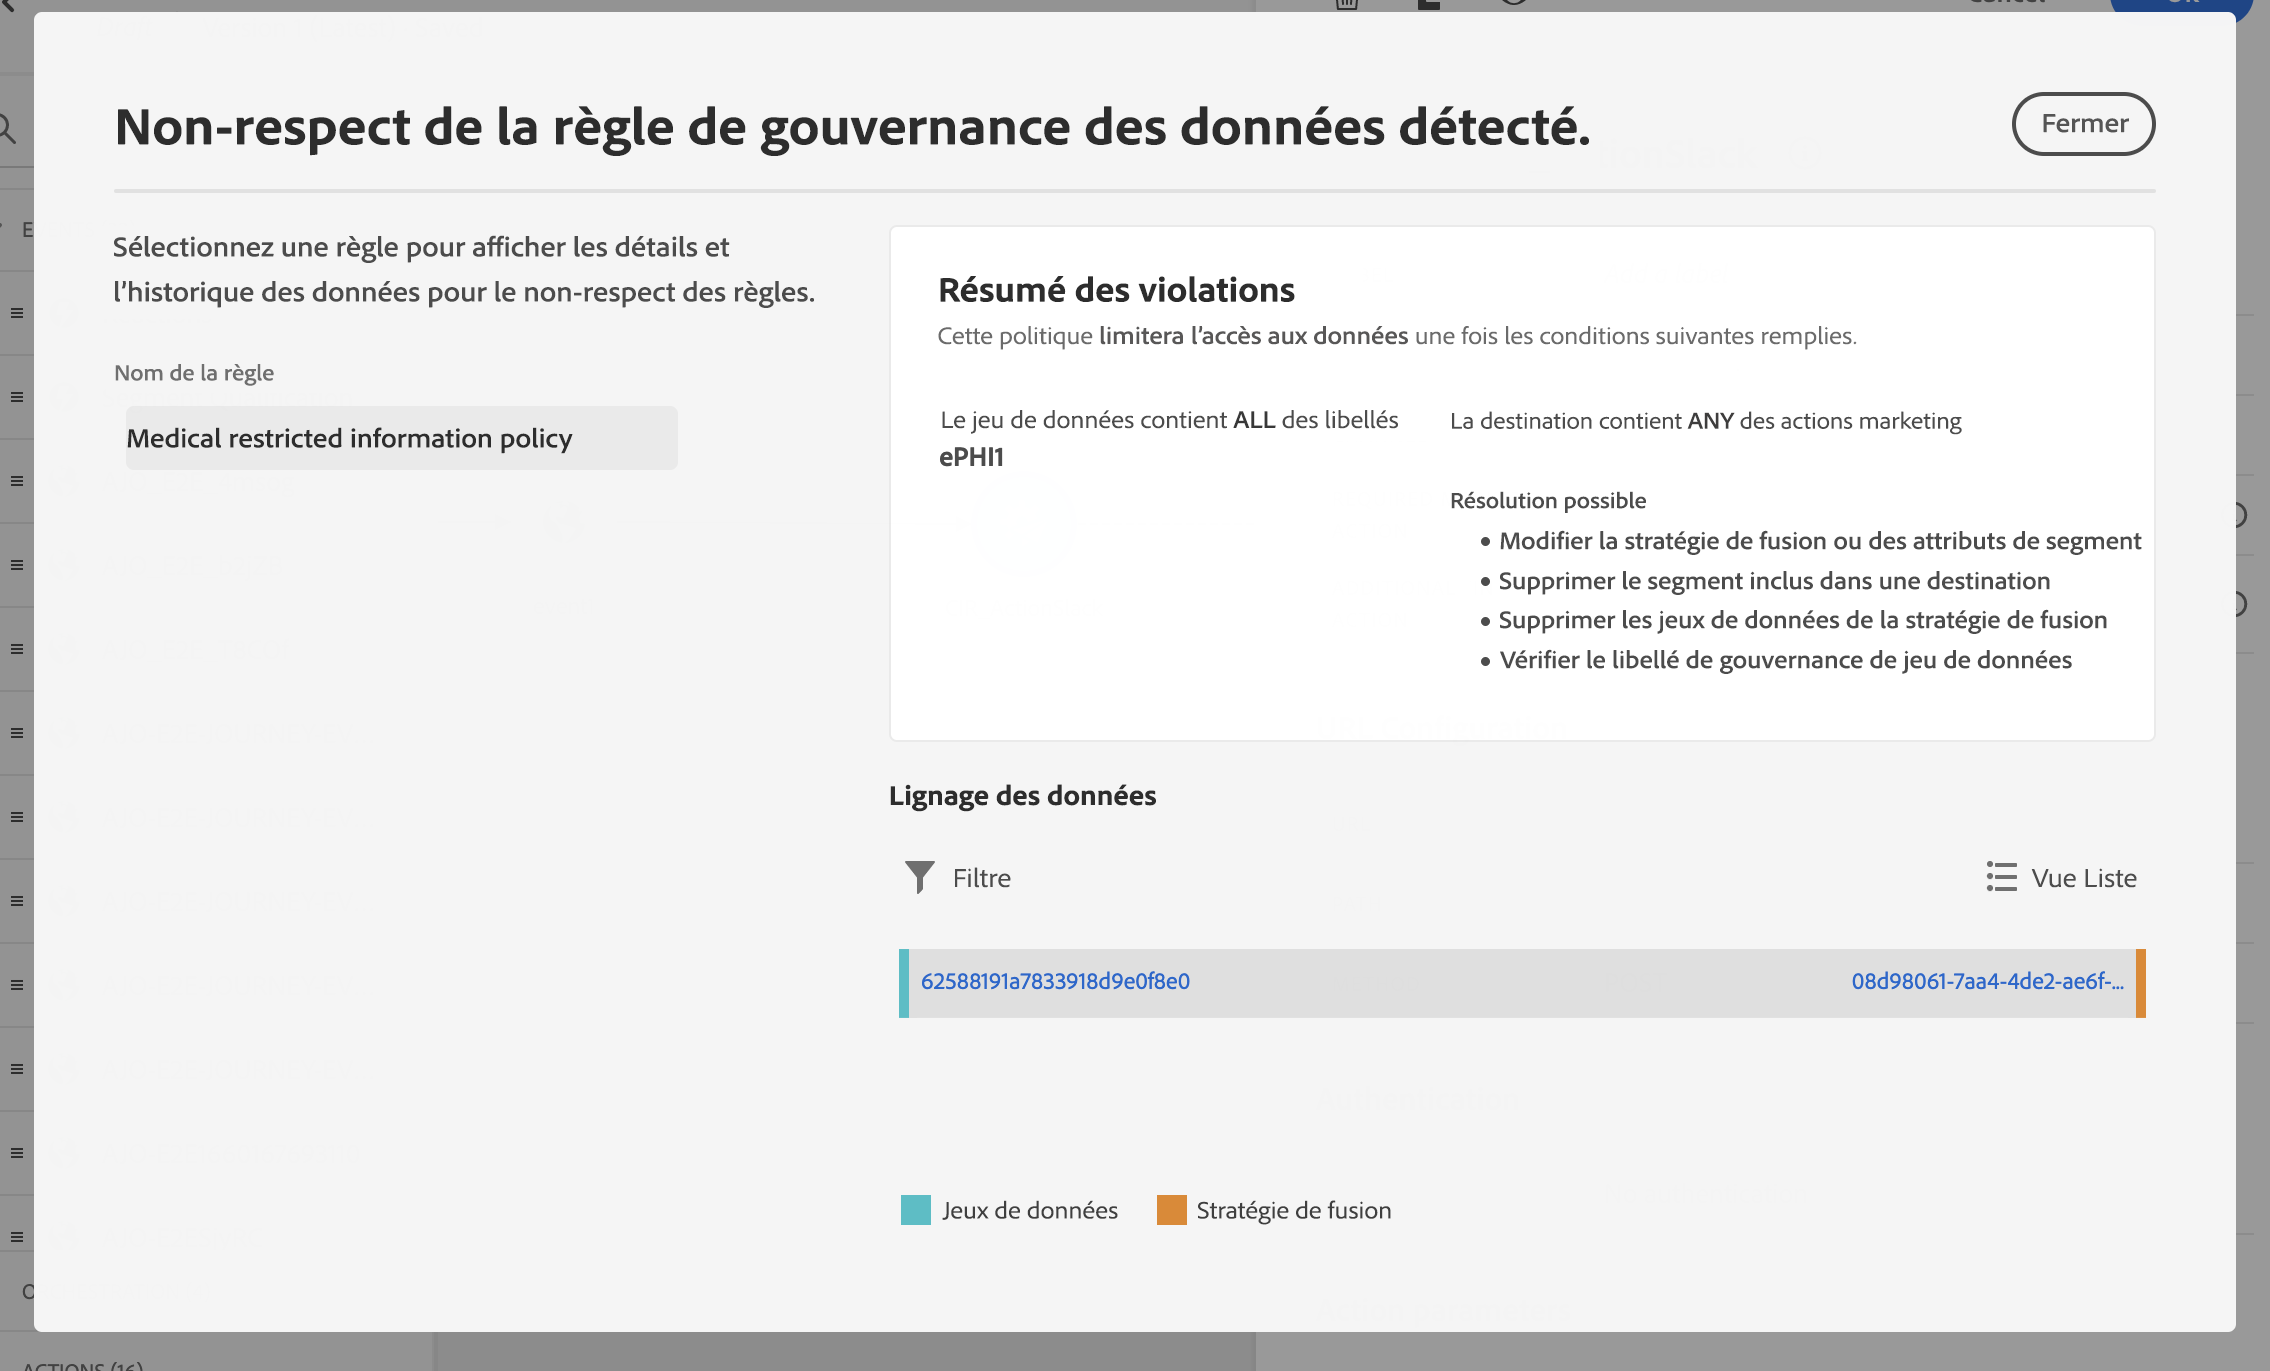 Non-respect de la règle de gouvernance des données détecté.
Fermer
Sélectionnez une règle pour afficher les détails et
l’historique des données pour le non-respect des règles.
Nom de la règle
Medical restricted information policy
Résumé des violations
Cette politique limitera l’accès aux données une fois les conditions suivantes remplies.
Le jeu de données contient ALL des libellés
ePHI1
La destination contient ANY des actions marketing
Résolution possible
• Modifier la stratégie de fusion ou des attributs de segment
• Supprimer le segment inclus dans une destination
• Supprimer les jeux de données de la stratégie de fusion
• Vérifier le libellé de gouvernance de jeu de données
Lignage des données
Filtre
Vue Liste
62588191a7833918d9e0f8e0
08d98061-7aa4-4de2-ae6f-...
Jeux de données
Stratégie de fusion
ACTIONS (16)